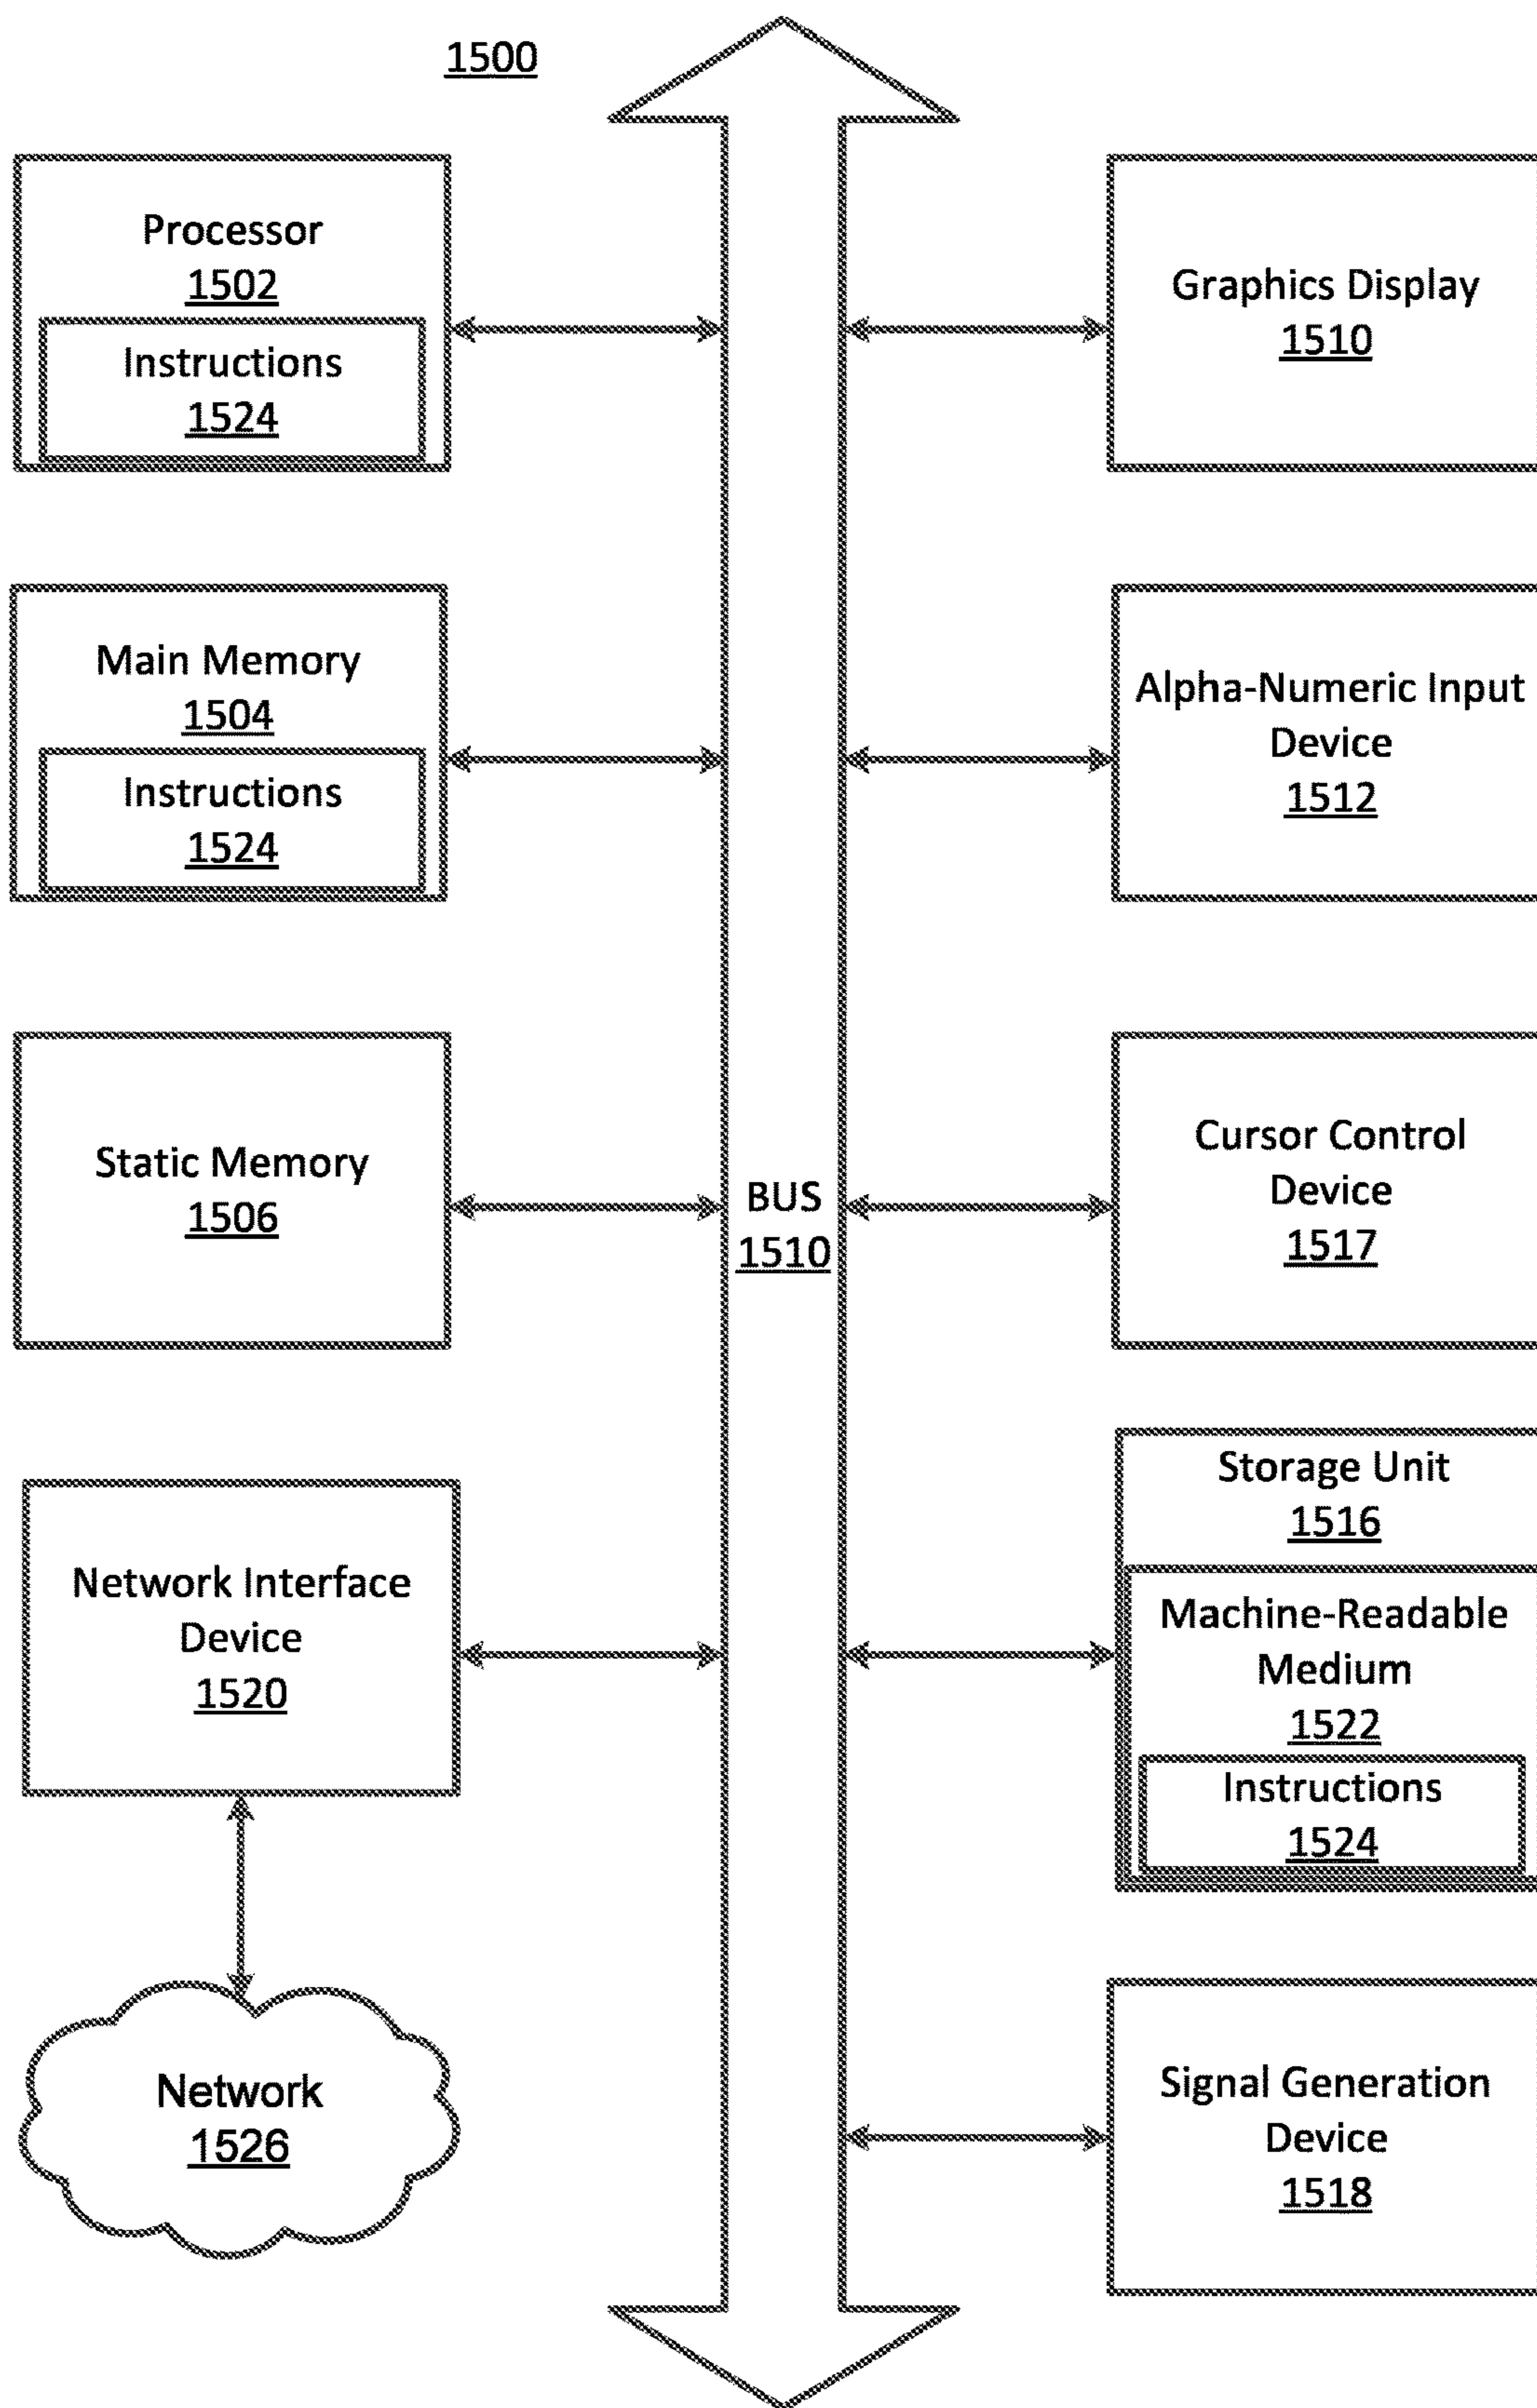 1500
Processor
1502
Instructions
1524
Main Memory
1504
Instructions
1524
Static Memory
1506
Network Interface
Device
1520
Network
1526
BUS
1510
Graphics Display
1510
Alpha-Numeric Input
Device
1512
Cursor Control
Device
1517
Storage Unit
1516
Machine-Readable
Medium
1522
Instructions
1524
Signal Generation
Device
1518